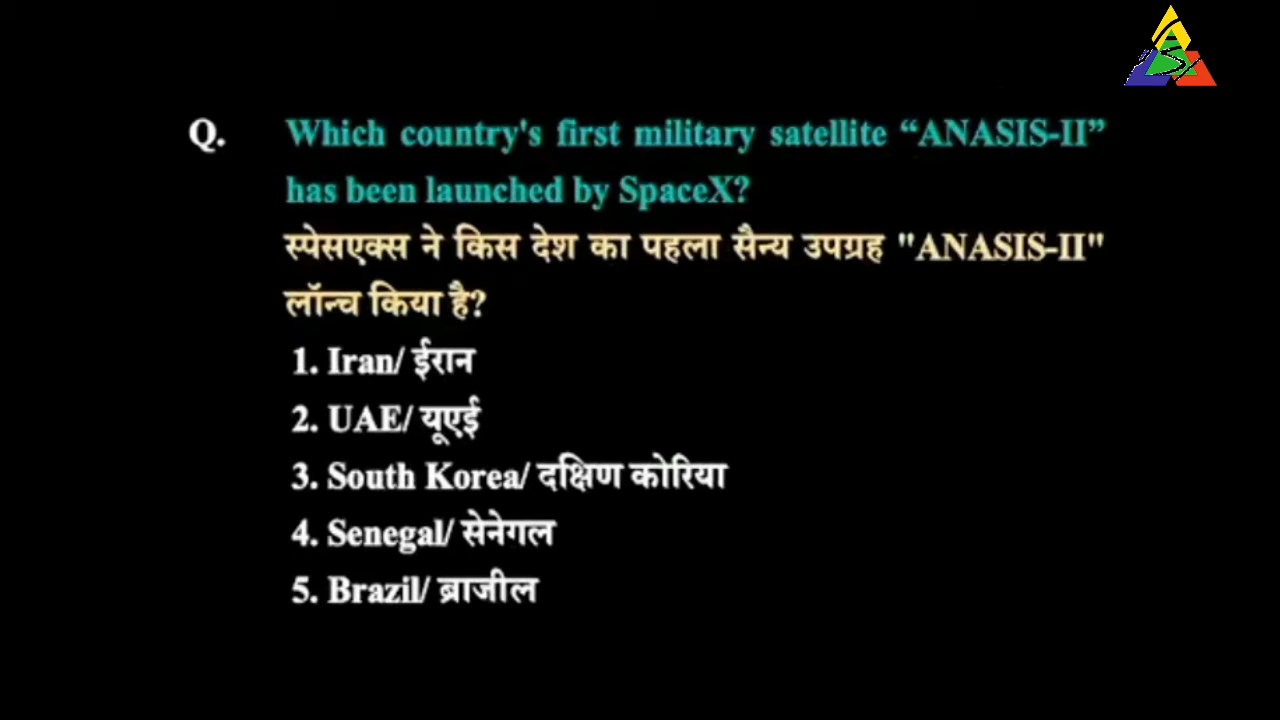 Q. Which country's first military satellite “ANASIS-II”
has been launched by SpaceX?
स्पेसएक्स ने किस देश का पहला सैन्य उपग्रह "ANASIS-II"
लॉन्च किया है?
1. Iran/ ईरान
2. UAE/ यूएई
3. South Korea/ दक्षिण कोरिया
4. Senegal/ सेनेगल
5. Brazil/ ब्राजील